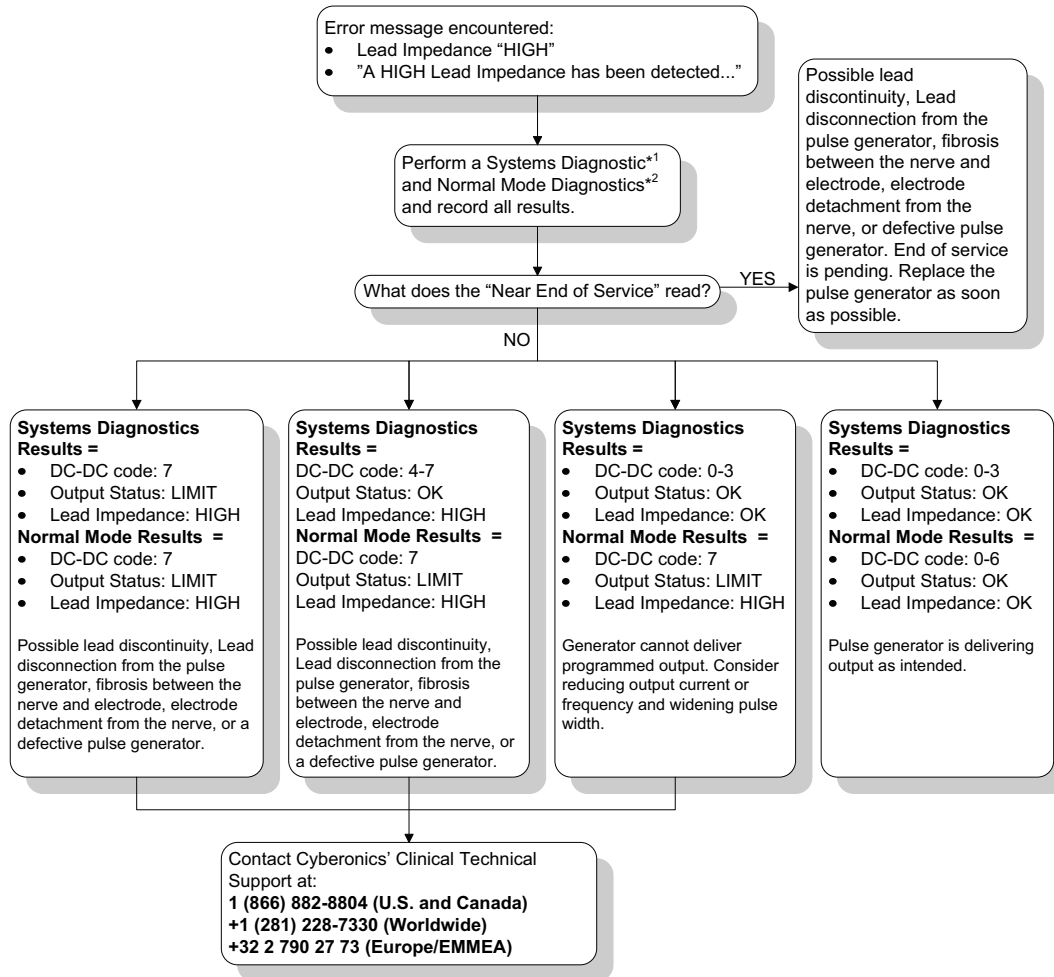 Error message encountered:
• Lead Impedance “HIGH”
• ”A HIGH Lead Impedance has been detected...”
Possible lead
discontinuity, Lead
disconnection from the
pulse generator, fibrosis
between the nerve and
electrode, electrode
detachment from the
nerve, or defective pulse
generator. End of service
is pending. Replace the
pulse generator as soon
as possible.
Perform a Systems Diagnostic*1
and Normal Mode Diagnostics*2
and record all results.
What does the “Near End of Service” read?
YES
NO
Systems Diagnostics
Results =
• DC-DC code: 7
• Output Status: LIMIT
• Lead Impedance: HIGH
Normal Mode Results =
• DC-DC code: 7
• Output Status: LIMIT
• Lead Impedance: HIGH
Possible lead discontinuity, Lead
disconnection from the pulse
generator, fibrosis between the
nerve and electrode, electrode
detachment from the nerve, or a
defective pulse generator.
Systems Diagnostics
Results =
DC-DC code: 4-7
Output Status: OK
Lead Impedance: HIGH
Normal Mode Results =
DC-DC code: 7
Output Status: LIMIT
Lead Impedance: HIGH
Possible lead discontinuity,
Lead disconnection from the
pulse generator, fibrosis
between the nerve and
electrode, electrode
detachment from the nerve, or
a defective pulse generator.
Systems Diagnostics
Results =
• DC-DC code: 0-3
• Output Status: OK
• Lead Impedance: OK
Normal Mode Results =
• DC-DC code: 7
• Output Status: LIMIT
• Lead Impedance: HIGH
Generator cannot deliver
programmed output. Consider
reducing output current or
frequency and widening pulse
width.
Systems Diagnostics
Results =
• DC-DC code: 0-3
• Output Status: OK
• Lead Impedance: OK
Normal Mode Results =
• DC-DC code: 0-6
• Output Status: OK
• Lead Impedance: OK
Pulse generator is delivering
output as intended.
Contact Cyberonics’ Clinical Technical
Support at:
1 (866) 882-8804 (U.S. and Canada)
+1 (281) 228-7330 (Worldwide)
+32 2 790 27 73 (Europe/EMMEA)